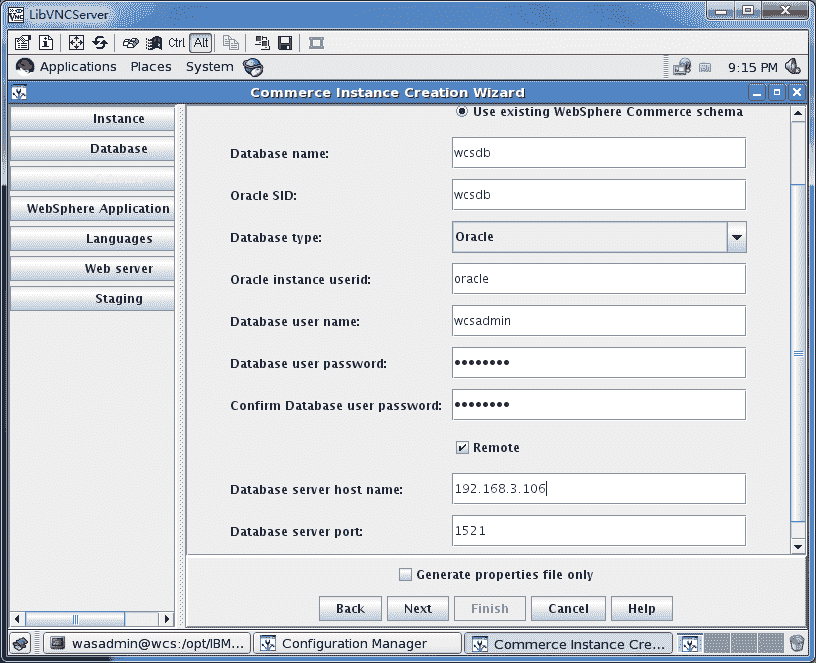 LibVNCServer
Ctrl Alt
Applications Places System 9:15 PM
Commerce Instance Creation Wizard
Instance
Database
WebSphere Application
Languages
Web server
Staging
Use existing WebSphere Commerce schema
Database name: wcsdb
Oracle SID: wcsdb
Database type: Oracle
Oracle instance userid: oracle
Database user name: wcsadmin
Database user password: ••••••••
Confirm Database user password: ••••••••
Remote
Database server host name: 192.168.3.106
Database server port: 1521
Generate properties file only
Back Next Finish Cancel Help
wasadmin@wcs:/opt/IBM... Configuration Manager Commerce Instance Cre...